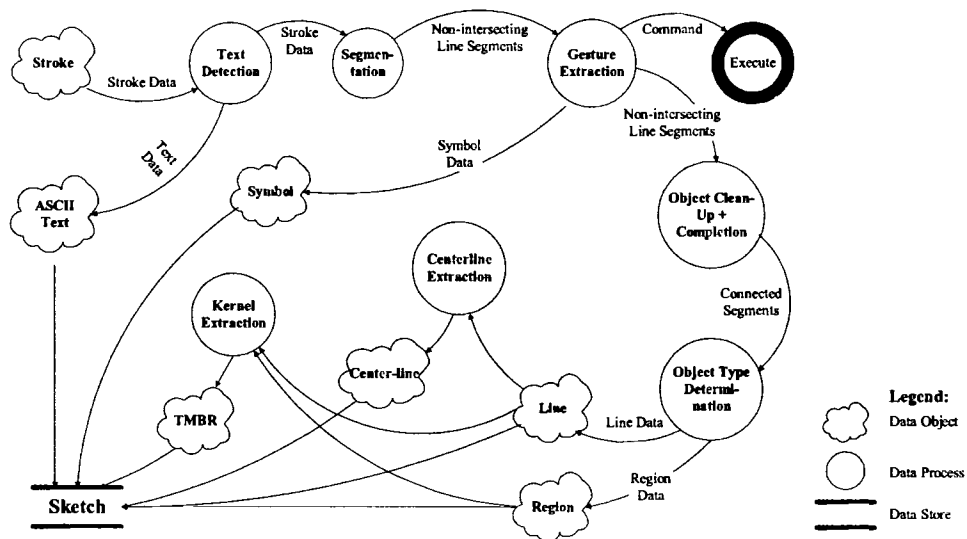 Stroke
Stroke Data
Text
Detection
Stroke
Data
Segmen-
tation
Non-intersecting
Line Segments
Gesture
Extraction
Command
Execute
Text
Data
ASCII
Text
Symbol
Data
Symbol
Non-intersecting
Line Segments
Object Clean-
Up +
Completion
Connected
Segments
Centerline
Extraction
Kernel
Extraction
Center-line
TMBR
Line
Line Data
Object Type
Determi-
nation
Region
Data
Region
Sketch
Legend:
Data Object
Data Process
Data Store